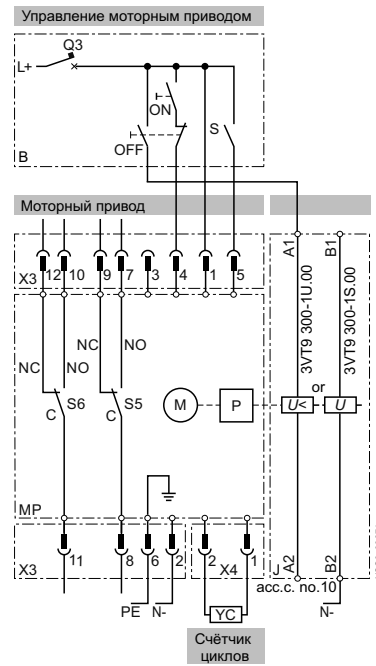 Управление моторным приводом
Q3
L+
ON
S
OFF
B
Моторный привод
A1
B1
X3
12
10
9
7
3
4
1
5
3VT9 300-1U.00
3VT9 300-1S.00
NC
NO
NC
NO
or
C
S6
C
S5
M
P
U<
U
MP
X3
11
8
6
2
2
X4
1
J
A2
B2
acc.c. no.10
PE
N-
YC
N-
Счётчик
циклов